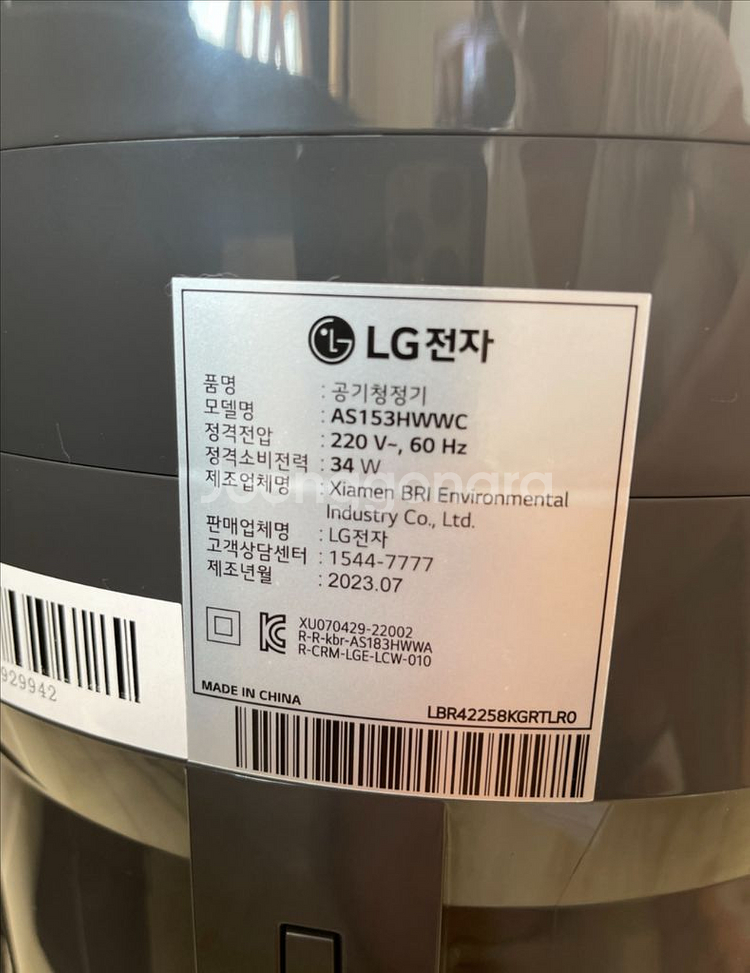 LG전자
품명 : 공기청정기
모델명 : AS153HWWC
정격전압 : 220 V~, 60 Hz
정격소비전력 : 34 W
제조업체명 : Xiamen BRI Environmental
Industry Co., Ltd.
판매업체명 : LG전자
고객상담센터 : 1544-7777
제조년월 : 2023.07
XU070429-22002
R-R-kbr-AS183HWWA
R-CRM-LGE-LCW-010
MADE IN CHINA
LBR42258KGRTLR0
929942
joonggonara